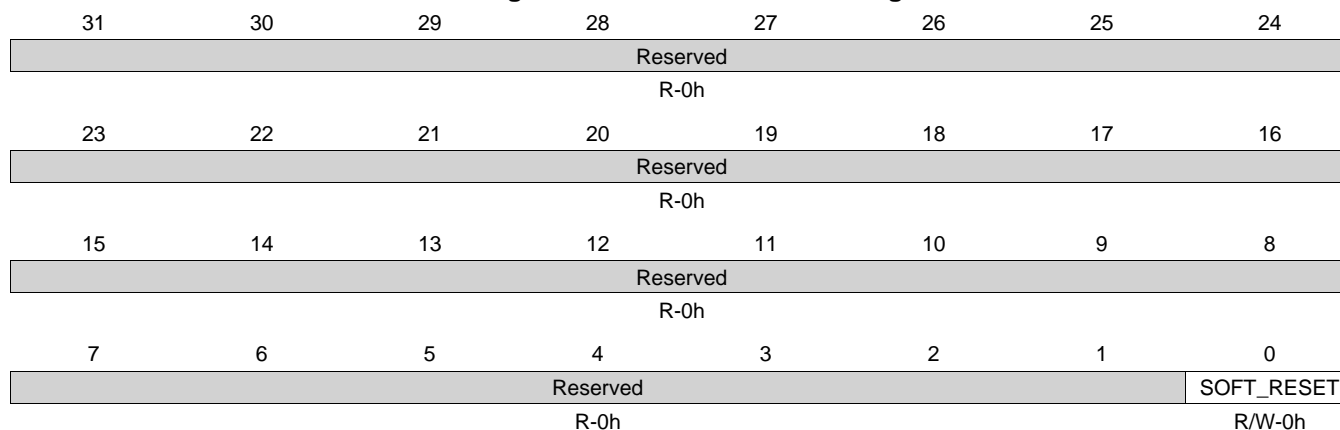 31 30 29 28 27 26 25 24
Reserved
R-0h
23 22 21 20 19 18 17 16
Reserved
R-0h
15 14 13 12 11 10 9 8
Reserved
R-0h
7 6 5 4 3 2 1 0
Reserved SOFT_RESET
R-0h R/W-0h